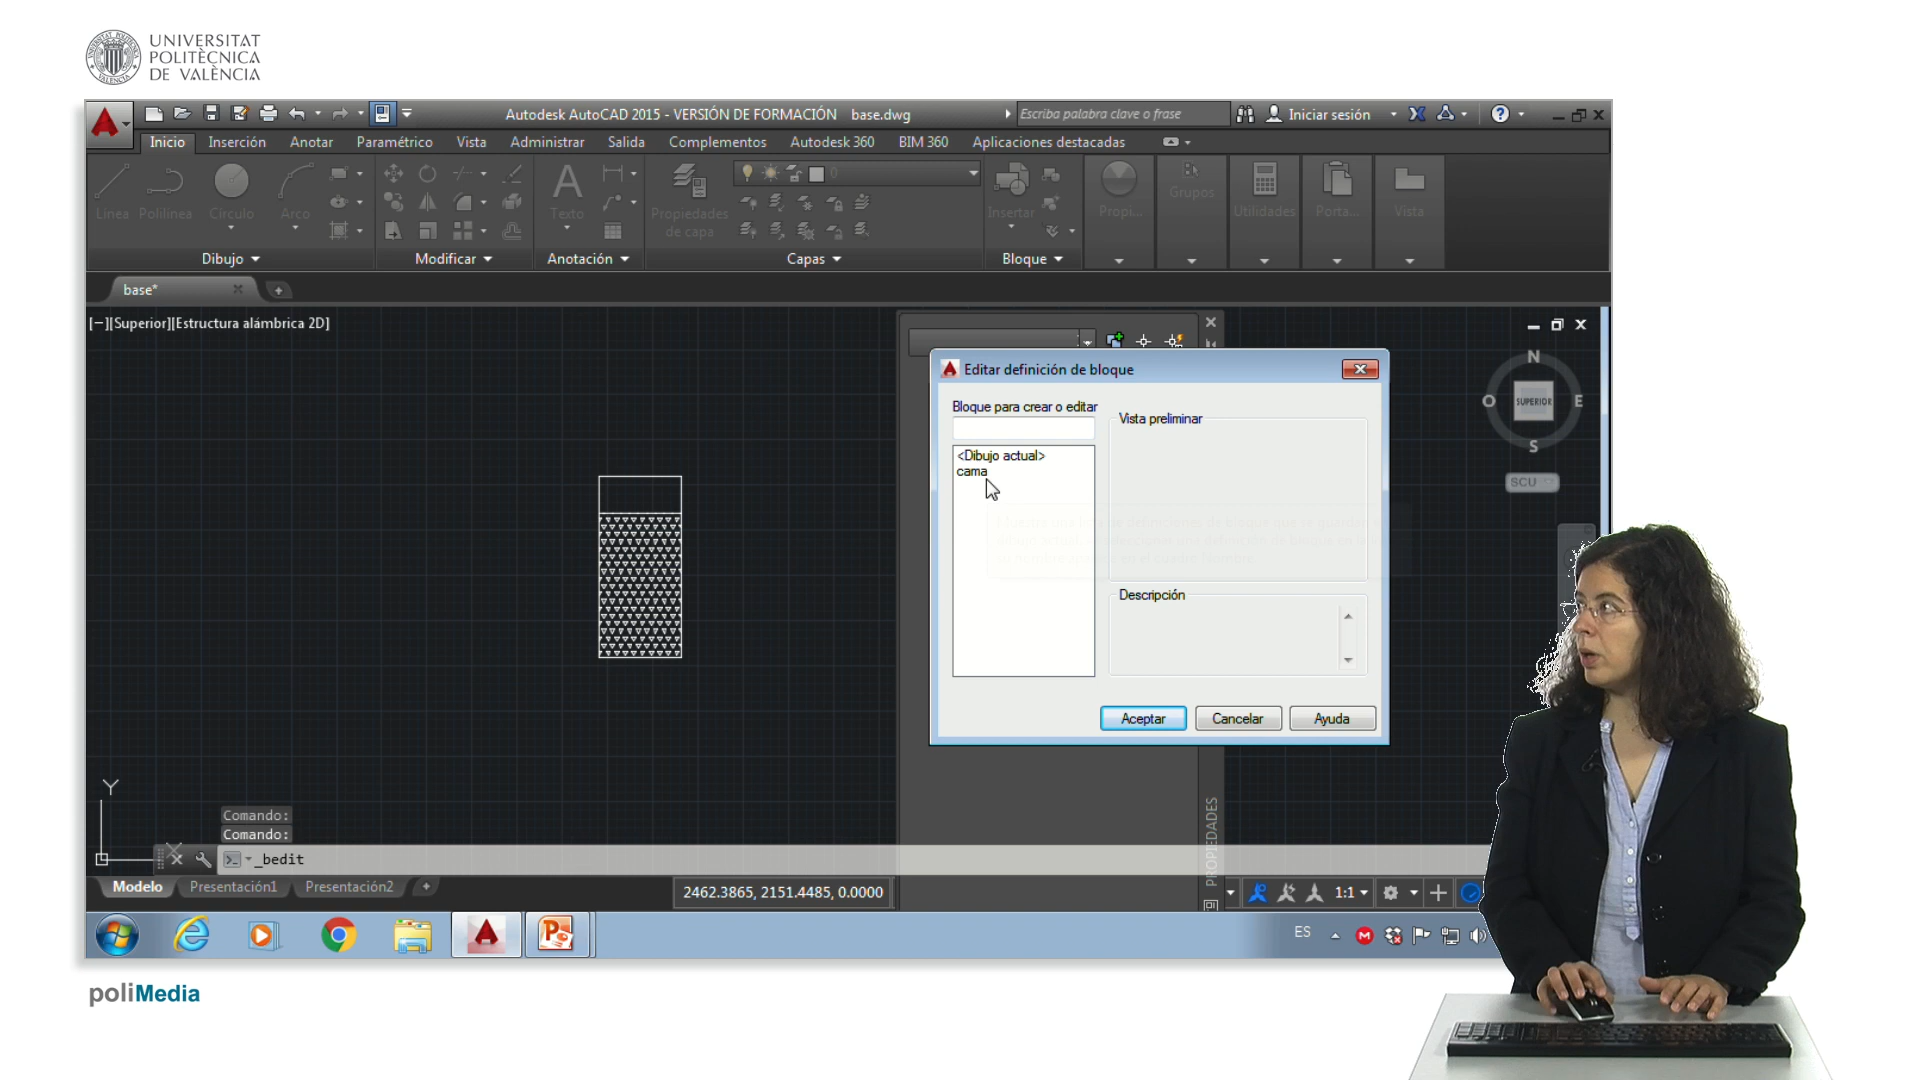 UNIVERSITAT
POLITÈCNICA
DE VALÈNCIA
Autodesk AutoCAD 2015 - VERSIÓN DE FORMACIÓN base.dwg
Escriba palabra clave o frase
Iniciar sesión
Inicio Inserción Anotar Paramétrico Vista Administrar Salida Complementos Autodesk 360 BIM 360 Aplicaciones destacadas
0
Línea Polilínea Círculo Arco Texto Propiedades de capa Insertar Propi... Grupos Utilidades Porta... Vista
Dibujo Modificar Anotación Capas Bloque
base*
[−][Superior][Estructura alámbrica 2D]
Editar definición de bloque
Bloque para crear o editar
Vista preliminar
<Dibujo actual>
cama
Descripción
Aceptar Cancelar Ayuda
N
O SUPERIOR E
S
SCU
PROPIEDADES
Y
Comando:
Comando:
_bedit
Modelo Presentación1 Presentación2
2462.3865, 2151.4485, 0.0000
1:1
ES
poliMedia